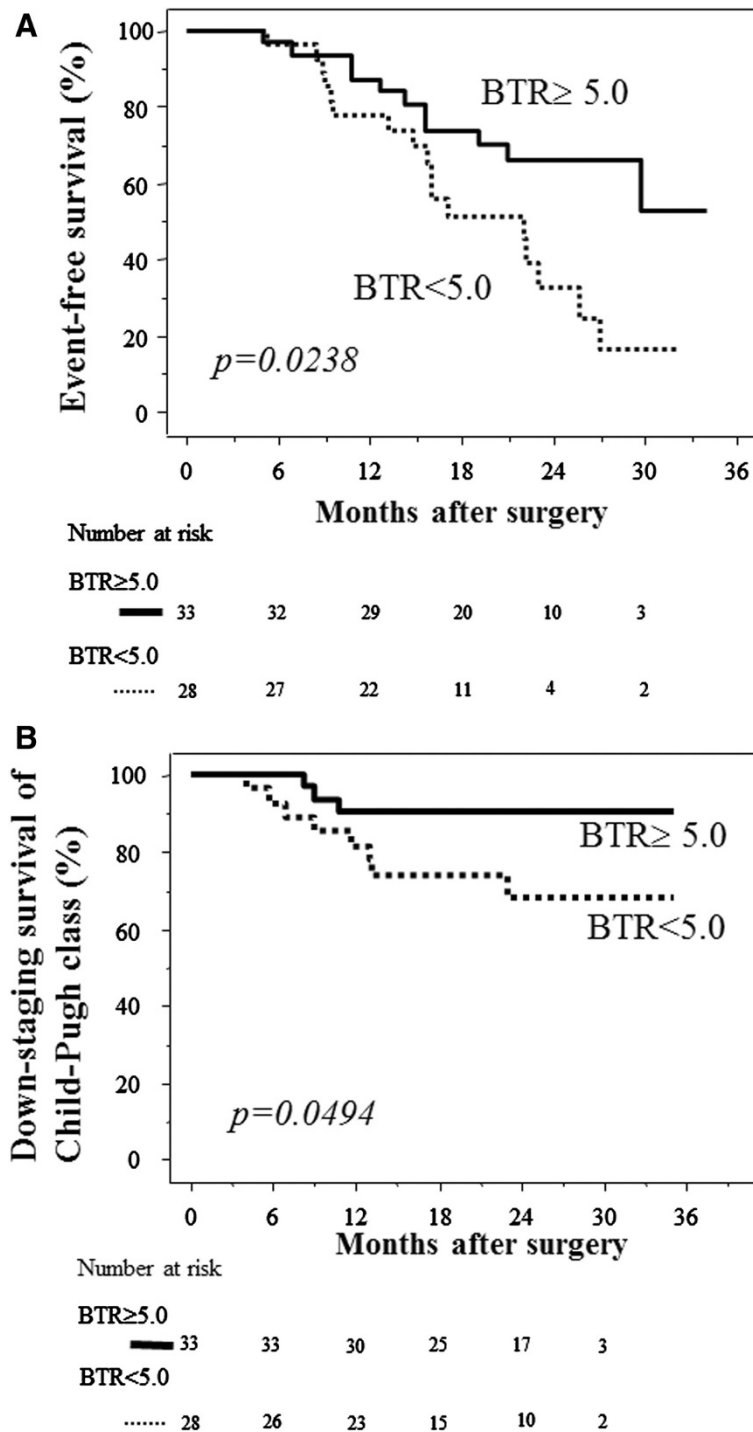 A
Event-free survival (%)
100
80
60
40
20
0
BTR≥ 5.0
BTR<5.0
p=0.0238
0 6 12 18 24 30 36
Months after surgery
Number at risk
BTR≥5.0
33 32 29 20 10 3
BTR<5.0
28 27 22 11 4 2
B
Down-staging survival of
Child-Pugh class (%)
100
80
60
40
20
0
BTR≥ 5.0
BTR<5.0
p=0.0494
0 6 12 18 24 30 36
Months after surgery
Number at risk
BTR≥5.0
33 33 30 25 17 3
BTR<5.0
28 26 23 15 10 2